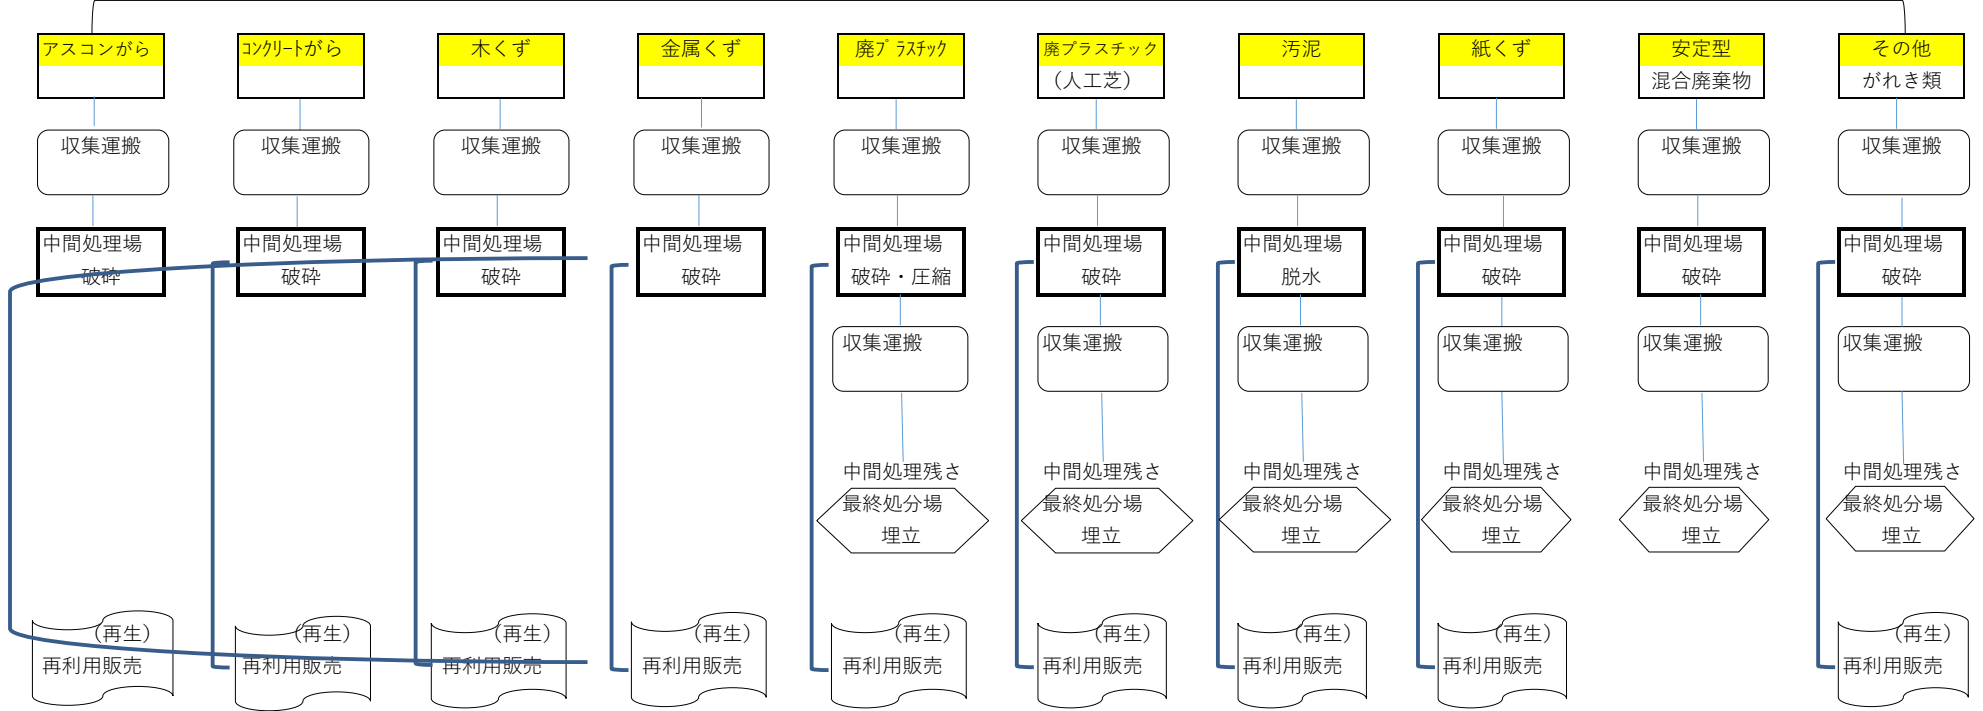 アスコンがら
コンクリートがら
木くず
金属くず
廃プラスチック
廃プラスチック
(人工芝)
汚泥
紙くず
安定型
混合廃棄物
その他
がれき類
収集運搬
収集運搬
収集運搬
収集運搬
収集運搬
収集運搬
収集運搬
収集運搬
収集運搬
収集運搬
中間処理場
破砕
中間処理場
破砕
中間処理場
破砕
中間処理場
破砕
中間処理場
破砕・圧縮
中間処理場
破砕
中間処理場
脱水
中間処理場
破砕
中間処理場
破砕
中間処理場
破砕
収集運搬
収集運搬
収集運搬
収集運搬
収集運搬
収集運搬
中間処理残さ
最終処分場
埋立
中間処理残さ
最終処分場
埋立
中間処理残さ
最終処分場
埋立
中間処理残さ
最終処分場
埋立
中間処理残さ
最終処分場
埋立
中間処理残さ
最終処分場
埋立
(再生)
再利用販売
(再生)
再利用販売
(再生)
再利用販売
(再生)
再利用販売
(再生)
再利用販売
(再生)
再利用販売
(再生)
再利用販売
(再生)
再利用販売
(再生)
再利用販売